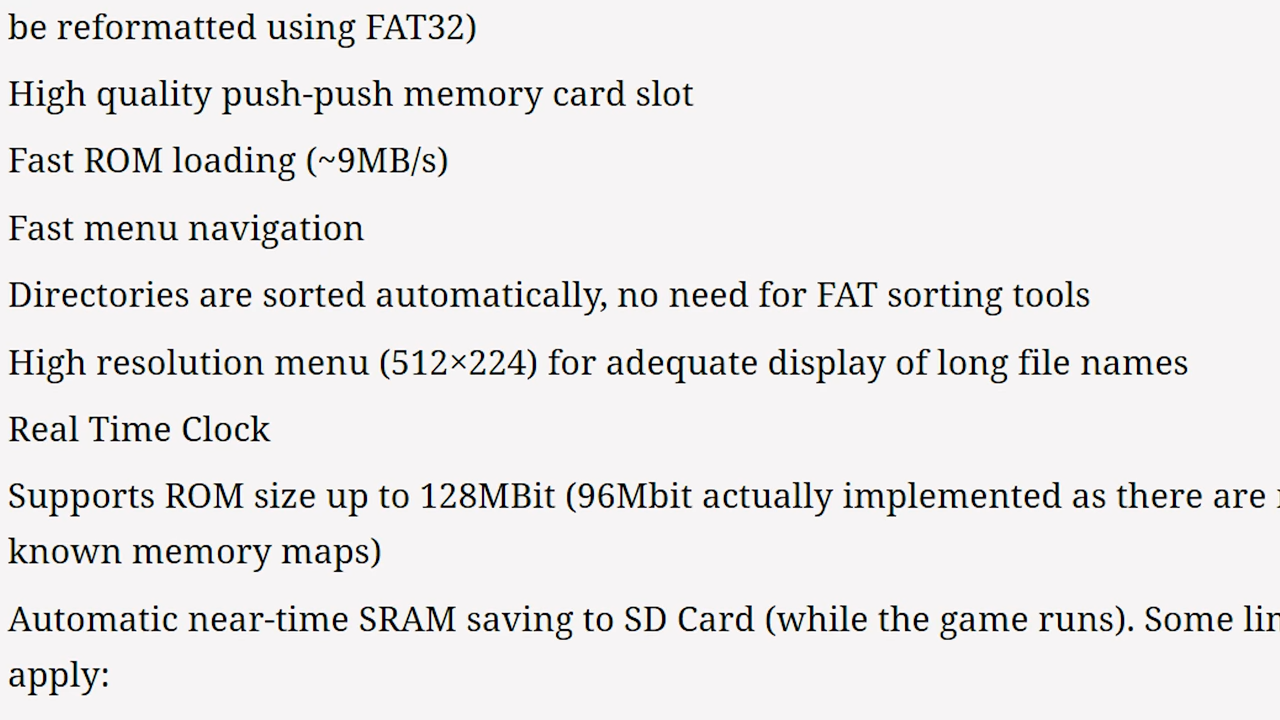 be reformatted using FAT32)
High quality push-push memory card slot
Fast ROM loading (~9MB/s)
Fast menu navigation
Directories are sorted automatically, no need for FAT sorting tools
High resolution menu (512×224) for adequate display of long file names
Real Time Clock
Supports ROM size up to 128MBit (96Mbit actually implemented as there are
known memory maps)
Automatic near-time SRAM saving to SD Card (while the game runs). Some
apply: